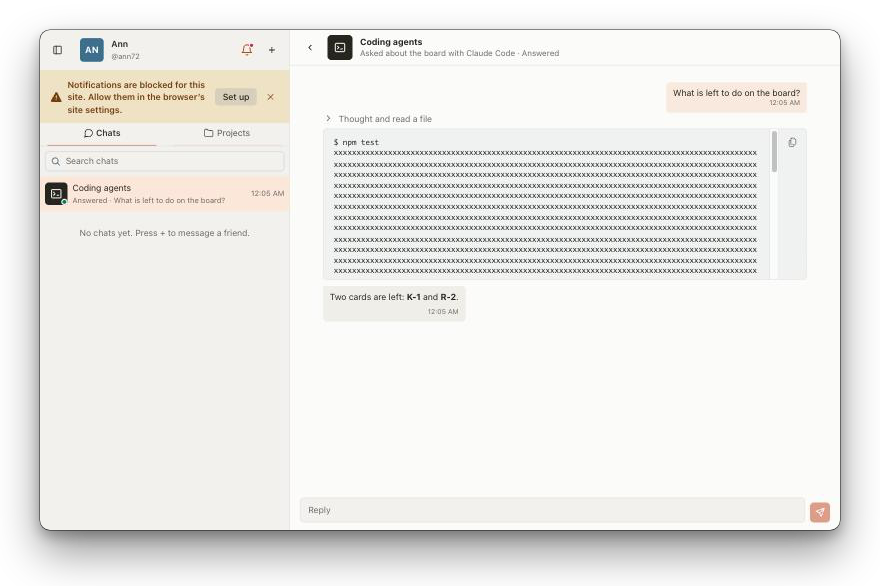 AN
Ann
@ann72
Notifications are blocked for this
site. Allow them in the browser's
site settings.
Set up
Chats
Projects
Search chats
Coding agents
12:05 AM
Answered · What is left to do on the board?
No chats yet. Press + to message a friend.
Coding agents
Asked about the board with Claude Code · Answered
What is left to do on the board?
12:05 AM
Thought and read a file
$ npm test
Two cards are left: K-1 and R-2.
12:05 AM
Reply